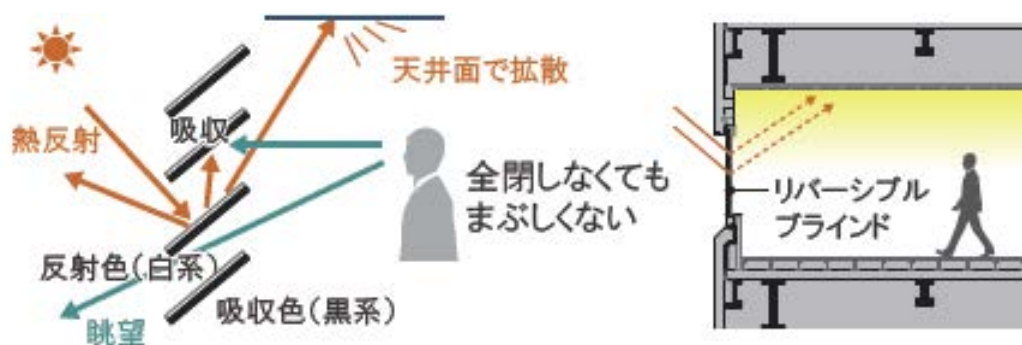 天井面で拡散
熱反射
吸収
全閉しなくても
まぶしくない
反射色(白系)
吸収色(黒系)
眺望
リバーシブル
ブラインド